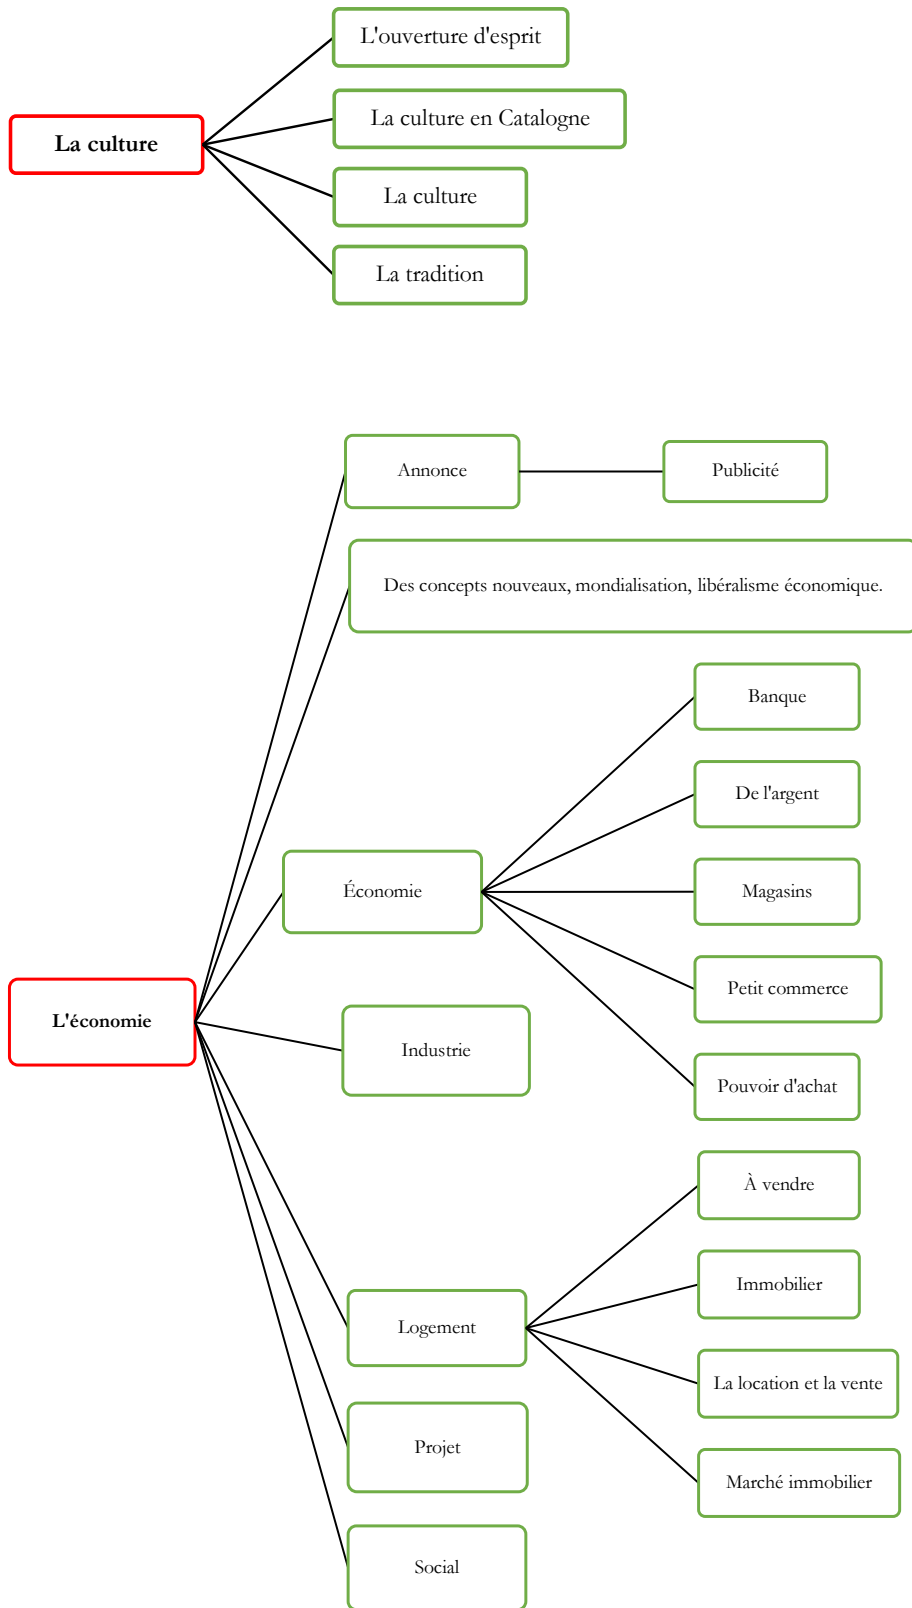 L'ouverture d'esprit
La culture
La culture en Catalogne
La culture
La tradition
Annonce
Publicité
Des concepts nouveaux, mondialisation, libéralisme économique.
Banque
De l'argent
Économie
Magasins
Petit commerce
L'économie
Industrie
Pouvoir d'achat
À vendre
Immobilier
Logement
La location et la vente
Projet
Marché immobilier
Social